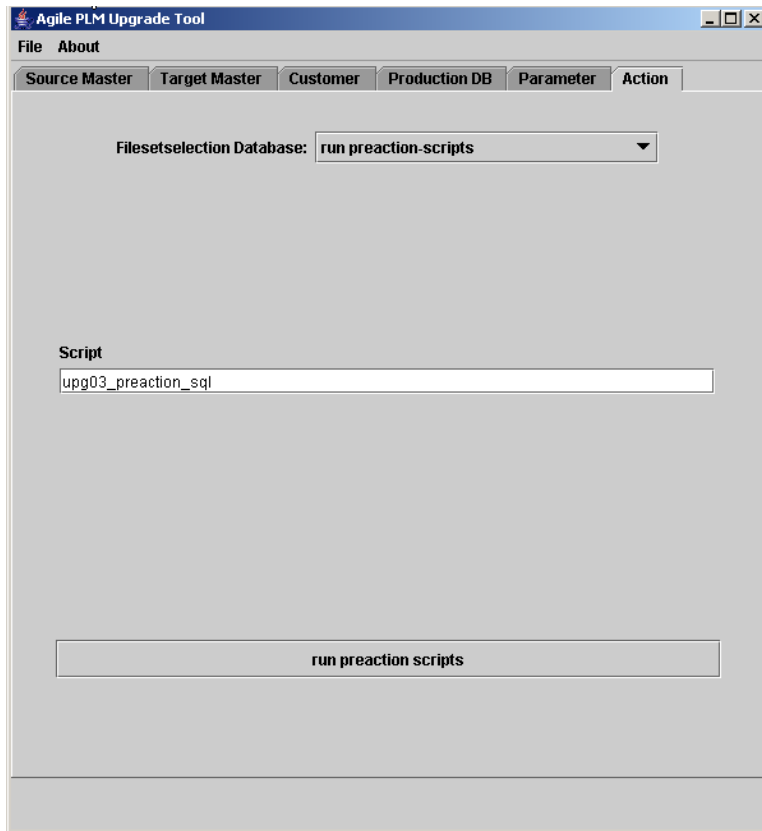 Agile PLM Upgrade Tool
File About
Source Master Target Master Customer Production DB Parameter Action
Filesetselection Database: run preaction-scripts
Script
upg03_preaction_sql
run preaction scripts